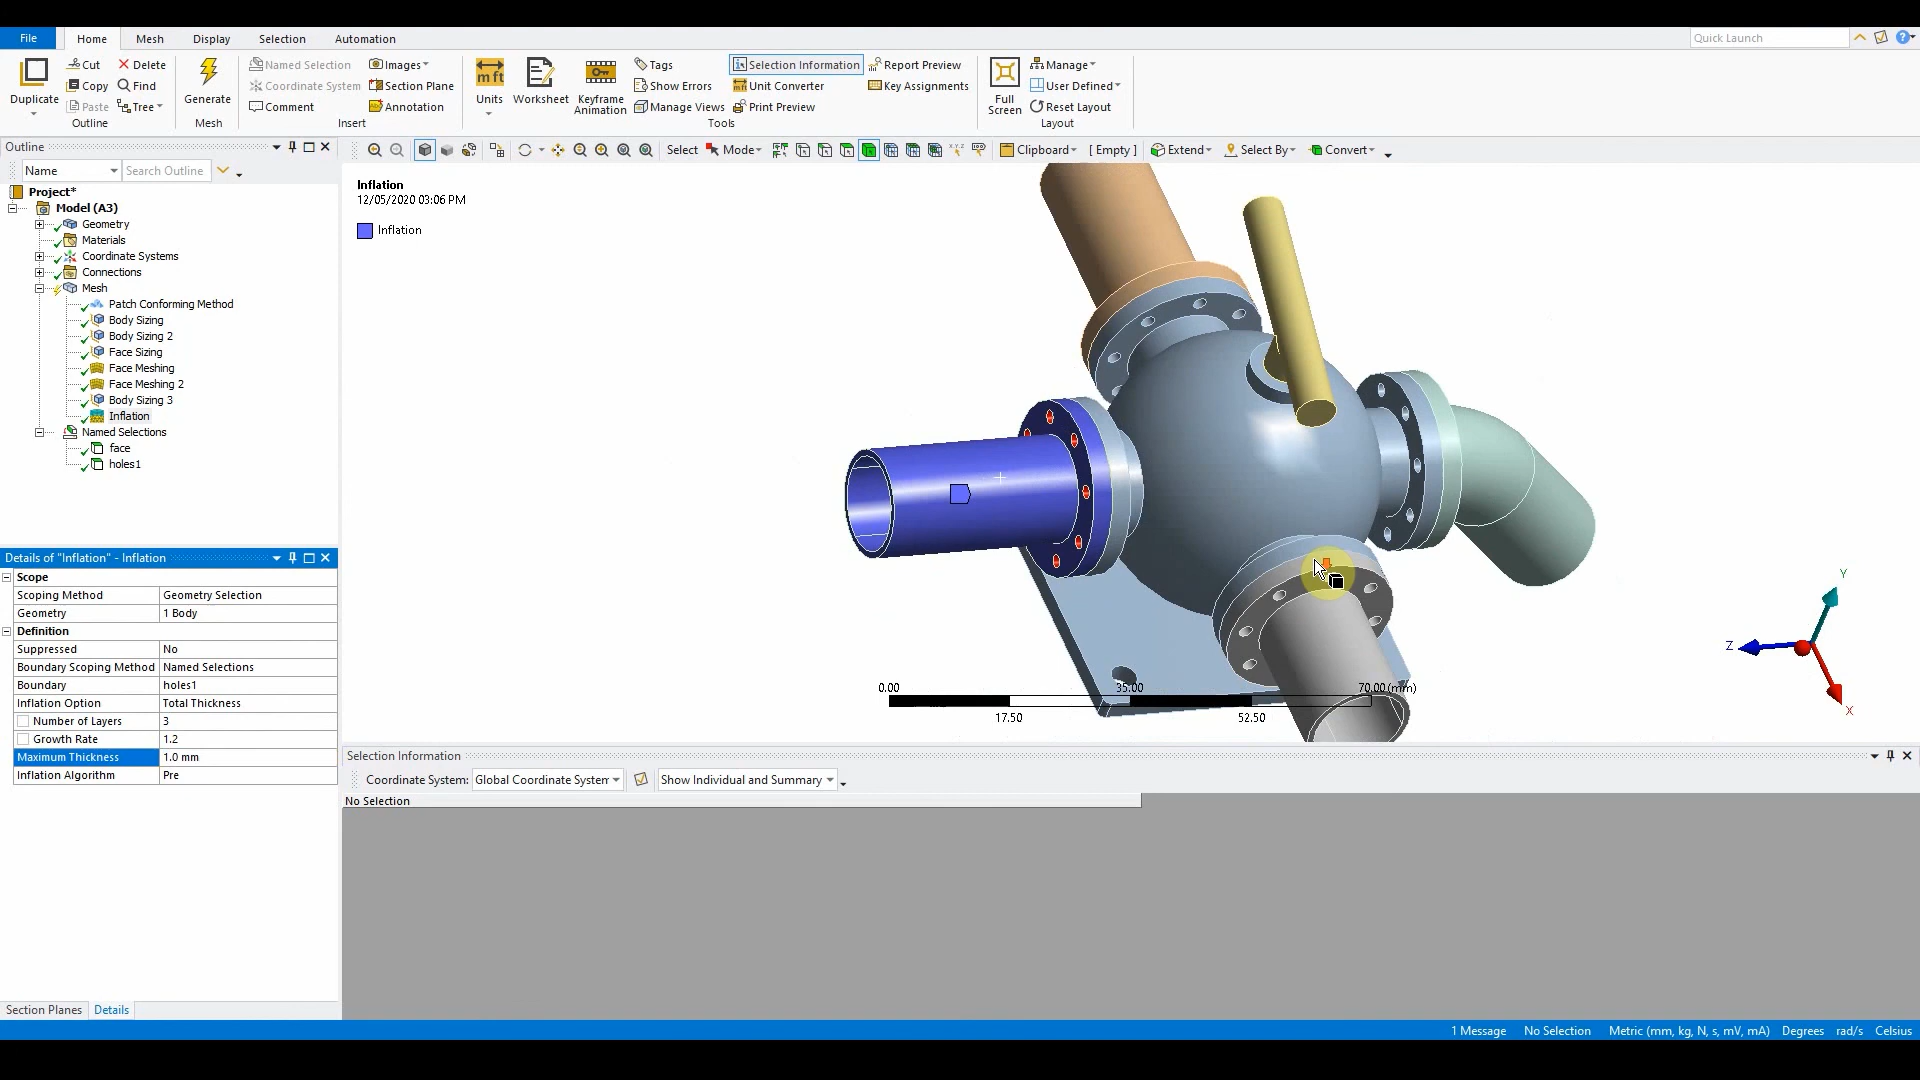 File Home Mesh Display Selection Automation Quick Launch
Duplicate Cut Copy Paste Delete Find Tree Outline
Generate Mesh
Named Selection Coordinate System Comment Images Section Plane Annotation Insert
Units Worksheet Keyframe Animation Tags Show Errors Manage Views Selection Information Unit Converter Print Preview Report Preview Key Assignments Tools
Full Screen Manage User Defined Reset Layout Layout
Outline
Name Search Outline
Select Mode Clipboard [ Empty ] Extend Select By Convert
Project*
Model (A3)
Geometry
Materials
Coordinate Systems
Connections
Mesh
Patch Conforming Method
Body Sizing
Body Sizing 2
Face Sizing
Face Meshing
Face Meshing 2
Body Sizing 3
Inflation
Named Selections
face
holes1
Details of "Inflation" - Inflation
Scope
Scoping Method Geometry Selection
Geometry 1 Body
Definition
Suppressed No
Boundary Scoping Method Named Selections
Boundary holes1
Inflation Option Total Thickness
Number of Layers 3
Growth Rate 1.2
Maximum Thickness 1.0 mm
Inflation Algorithm Pre
Section Planes Details
Inflation
12/05/2020 03:06 PM
Inflation
0.00 35.00 70.00 (mm)
17.50 52.50
Y
Z
X
Selection Information
Coordinate System: Global Coordinate System Show Individual and Summary
No Selection
1 Message No Selection Metric (mm, kg, N, s, mV, mA) Degrees rad/s Celsius